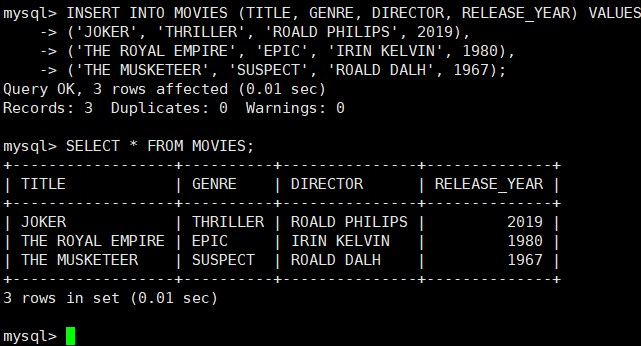 mysql> INSERT INTO MOVIES (TITLE, GENRE, DIRECTOR, RELEASE_YEAR) VALUES
    -> ('JOKER', 'THRILLER', 'ROALD PHILIPS', 2019),
    -> ('THE ROYAL EMPIRE', 'EPIC', 'IRIN KELVIN', 1980),
    -> ('THE MUSKETEER', 'SUSPECT', 'ROALD DALH', 1967);
Query OK, 3 rows affected (0.01 sec)
Records: 3  Duplicates: 0  Warnings: 0

mysql> SELECT * FROM MOVIES;
+------------------+----------+---------------+--------------+
| TITLE            | GENRE    | DIRECTOR      | RELEASE_YEAR |
+------------------+----------+---------------+--------------+
| JOKER            | THRILLER | ROALD PHILIPS |         2019 |
| THE ROYAL EMPIRE | EPIC     | IRIN KELVIN   |         1980 |
| THE MUSKETEER    | SUSPECT  | ROALD DALH    |         1967 |
+------------------+----------+---------------+--------------+
3 rows in set (0.01 sec)

mysql>